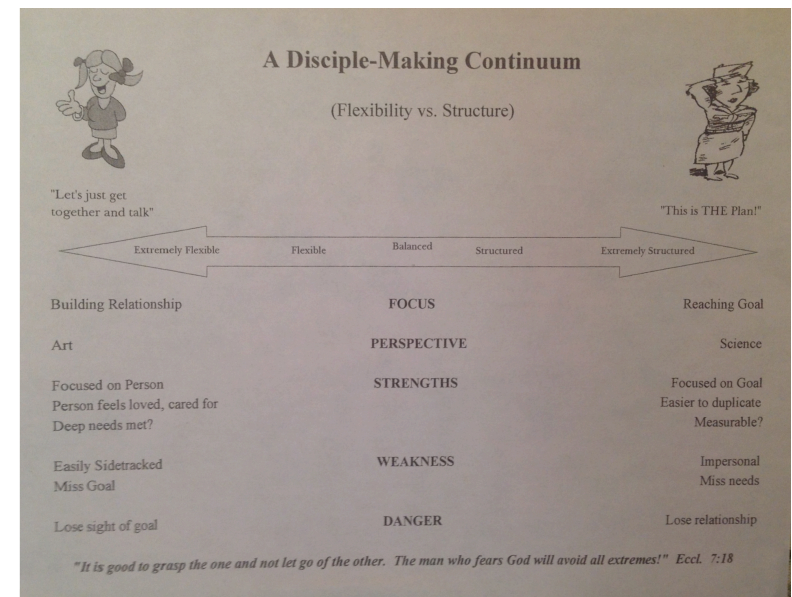 A Disciple-Making Continuum
(Flexibility vs. Structure)
"Let's just get
together and talk"
"This is THE Plan!"
Extremely Flexible Flexible Balanced Structured Extremely Structured
Building Relationship FOCUS Reaching Goal
Art PERSPECTIVE Science
Focused on Person STRENGTHS Focused on Goal
Person feels loved, cared for Easier to duplicate
Deep needs met? Measurable?
Easily Sidetracked WEAKNESS Impersonal
Miss Goal Miss needs
Lose sight of goal DANGER Lose relationship
"It is good to grasp the one and not let go of the other. The man who fears God will avoid all extremes!" Eccl. 7:18